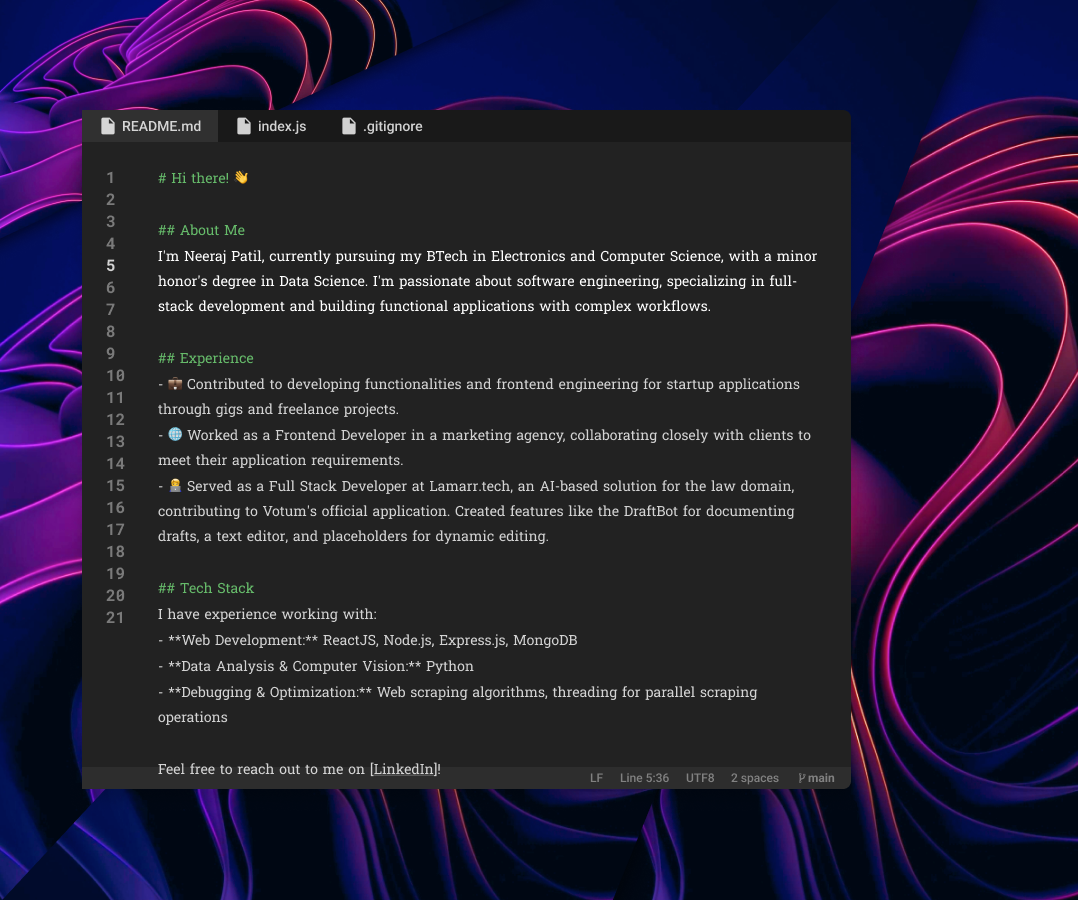 README.md index.js .gitignore
1
2
3
4
5
6
7
8
9
10
11
12
13
14
15
16
17
18
19
20
21
# Hi there! 👋
## About Me
I'm Neeraj Patil, currently pursuing my BTech in Electronics and Computer Science, with a minor
honor's degree in Data Science. I'm passionate about software engineering, specializing in full-
stack development and building functional applications with complex workflows.
## Experience
- 💼 Contributed to developing functionalities and frontend engineering for startup applications
through gigs and freelance projects.
- 🌐 Worked as a Frontend Developer in a marketing agency, collaborating closely with clients to
meet their application requirements.
- 👨‍💻 Served as a Full Stack Developer at Lamarr.tech, an AI-based solution for the law domain,
contributing to Votum's official application. Created features like the DraftBot for documenting
drafts, a text editor, and placeholders for dynamic editing.
## Tech Stack
I have experience working with:
- **Web Development:** ReactJS, Node.js, Express.js, MongoDB
- **Data Analysis & Computer Vision:** Python
- **Debugging & Optimization:** Web scraping algorithms, threading for parallel scraping
operations
Feel free to reach out to me on [LinkedIn]!
LF Line 5:36 UTF8 2 spaces main